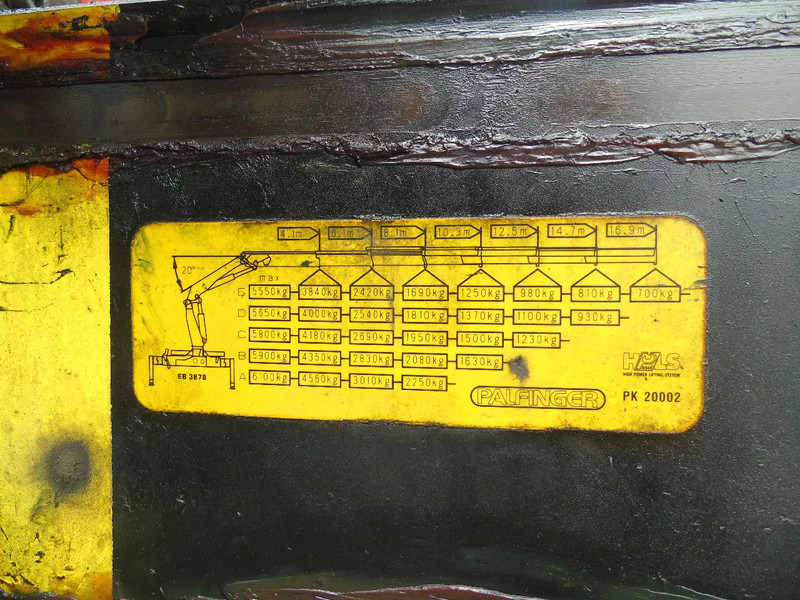 4.1m 6.1m 8.1m 10.3m 12.5m 14.7m 16.9m
20°
max
E 5550kg 3840kg 2420kg 1690kg 1250kg 980kg 810kg 700kg
D 5650kg 4000kg 2540kg 1810kg 1370kg 1100kg 930kg
C 5800kg 4180kg 2690kg 1950kg 1500kg 1230kg
B 5900kg 4350kg 2830kg 2080kg 1630kg
A 6100kg 4560kg 3010kg 2250kg
EB 3878
HPLS
HIGH POWER LIFTING SYSTEM
PALFINGER
PK 20002